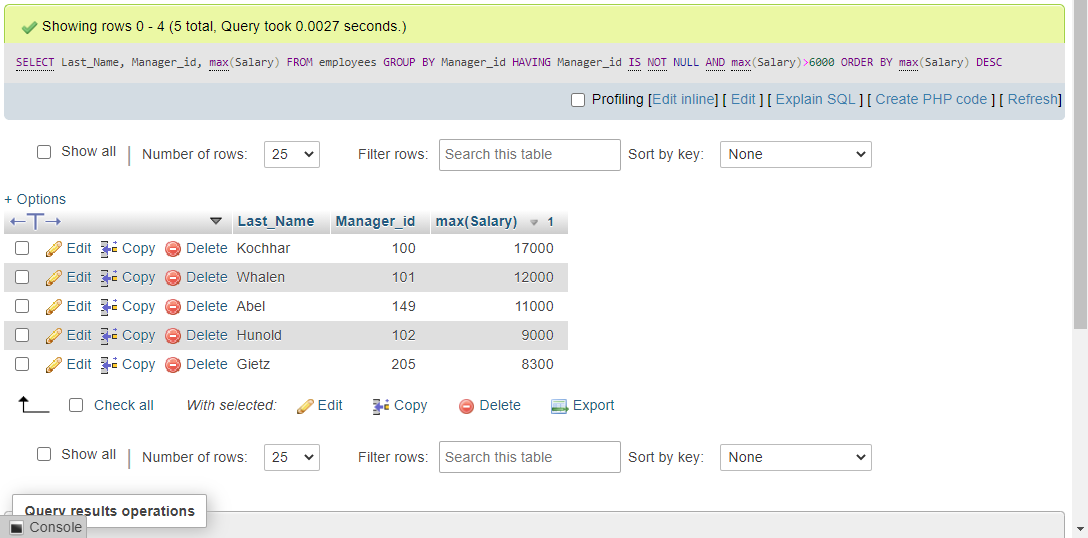 Showing rows 0 - 4 (5 total, Query took 0.0027 seconds.)
SELECT Last_Name, Manager_id, max(Salary) FROM employees GROUP BY Manager_id HAVING Manager_id IS NOT NULL AND max(Salary)>6000 ORDER BY max(Salary) DESC
Profiling [Edit inline] [ Edit ] [ Explain SQL ] [ Create PHP code ] [ Refresh]
Show all | Number of rows: 25 Filter rows: Search this table Sort by key: None
+ Options
←T→ Last_Name Manager_id max(Salary) 1
Edit Copy Delete Kochhar 100 17000
Edit Copy Delete Whalen 101 12000
Edit Copy Delete Abel 149 11000
Edit Copy Delete Hunold 102 9000
Edit Copy Delete Gietz 205 8300
Check all With selected: Edit Copy Delete Export
Show all | Number of rows: 25 Filter rows: Search this table Sort by key: None
Query results operations
Console